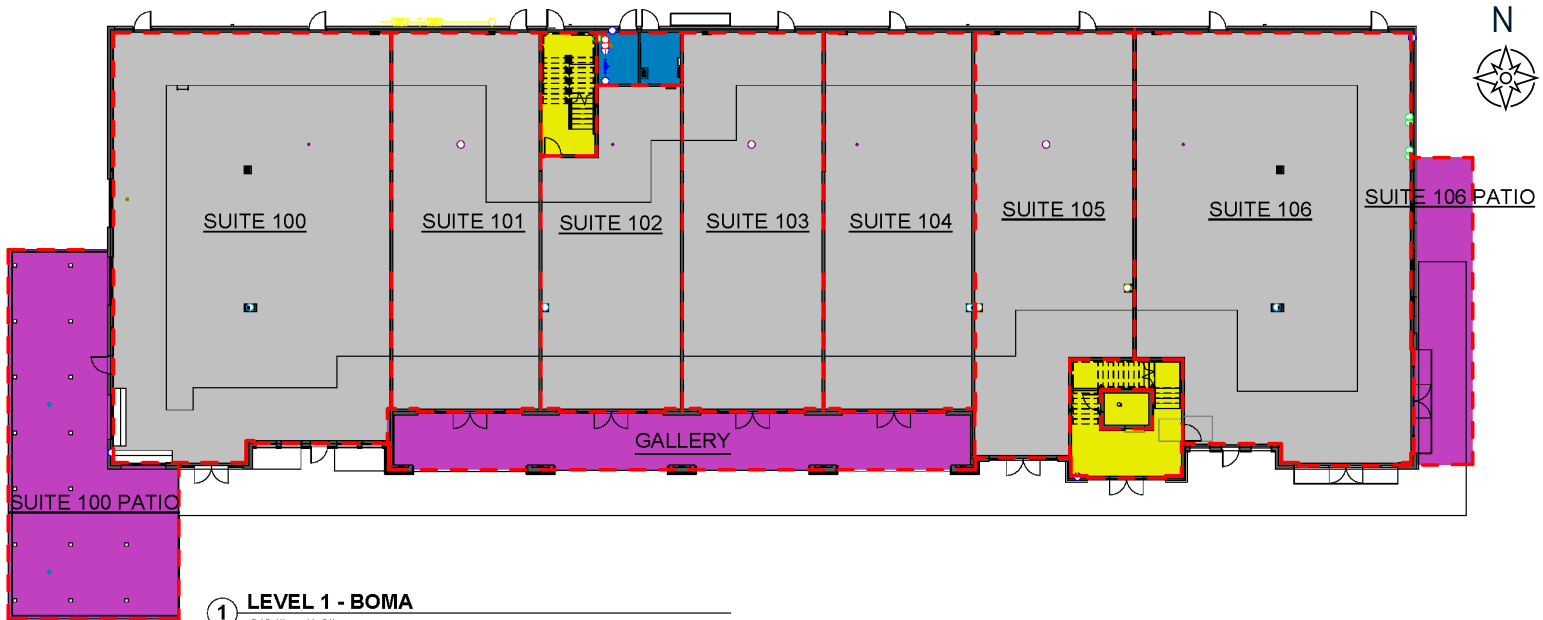 N
SUITE 106 PATIO
SUITE 100
SUITE 101
SUITE 102
SUITE 103
SUITE 104
SUITE 105
SUITE 106
GALLERY
SUITE 100 PATIO
1
LEVEL 1 - BOMA